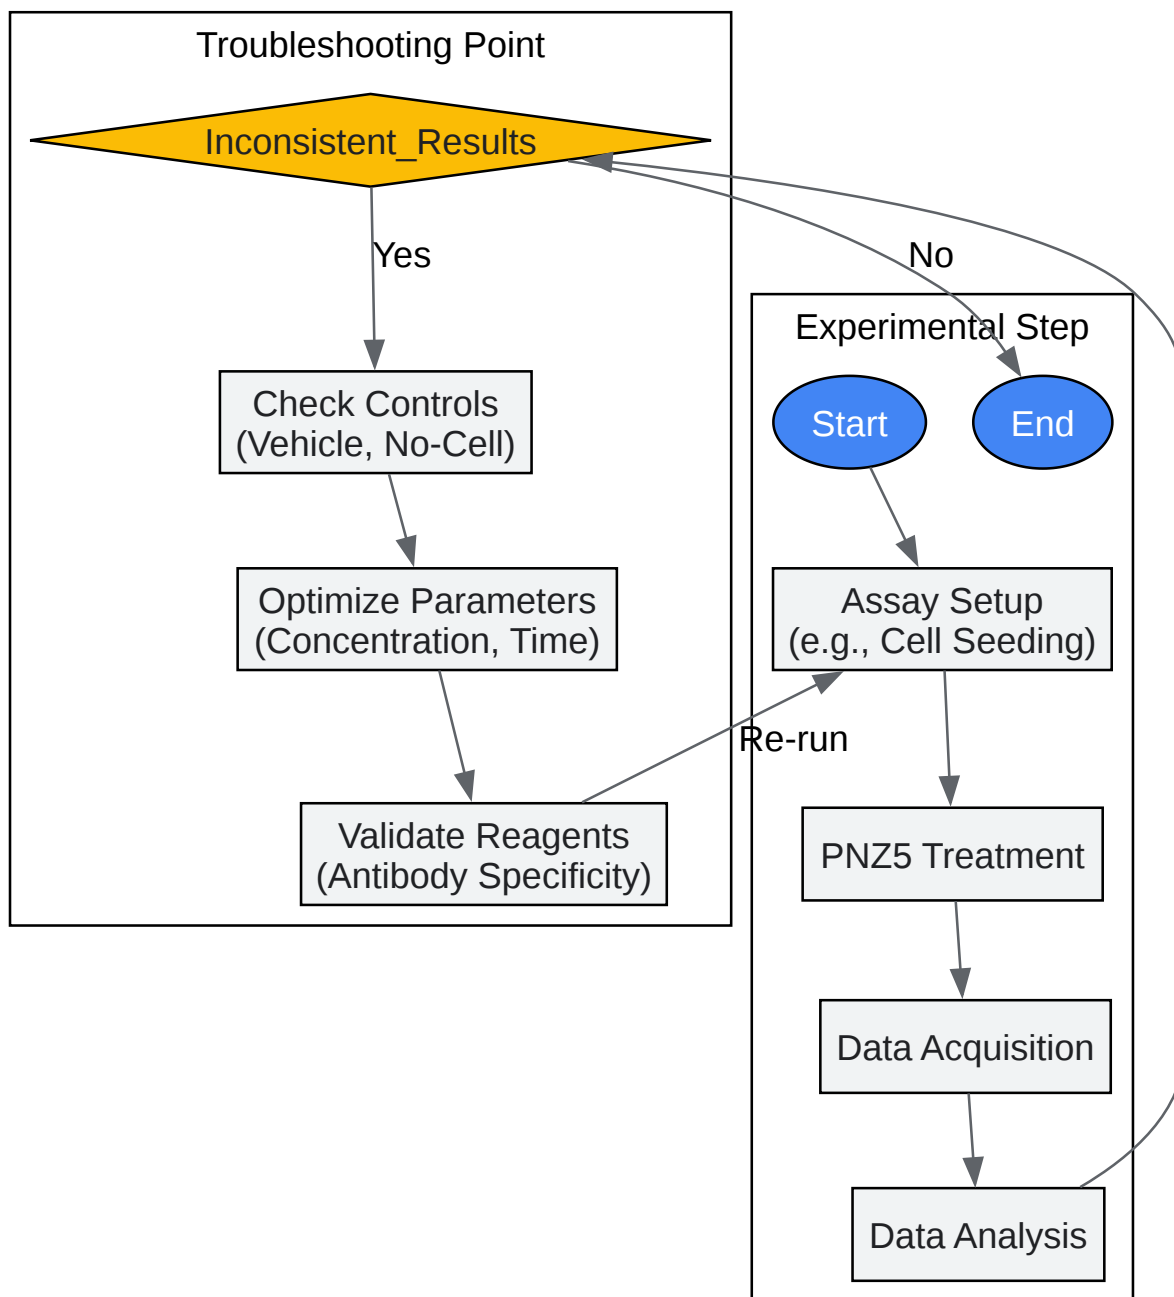 Troubleshooting Point
Inconsistent_Results
Yes
No
Check Controls
(Vehicle, No-Cell)
Optimize Parameters
(Concentration, Time)
Validate Reagents
(Antibody Specificity)
Re-run
Experimental Step
Start
End
Assay Setup
(e.g., Cell Seeding)
PNZ5 Treatment
Data Acquisition
Data Analysis